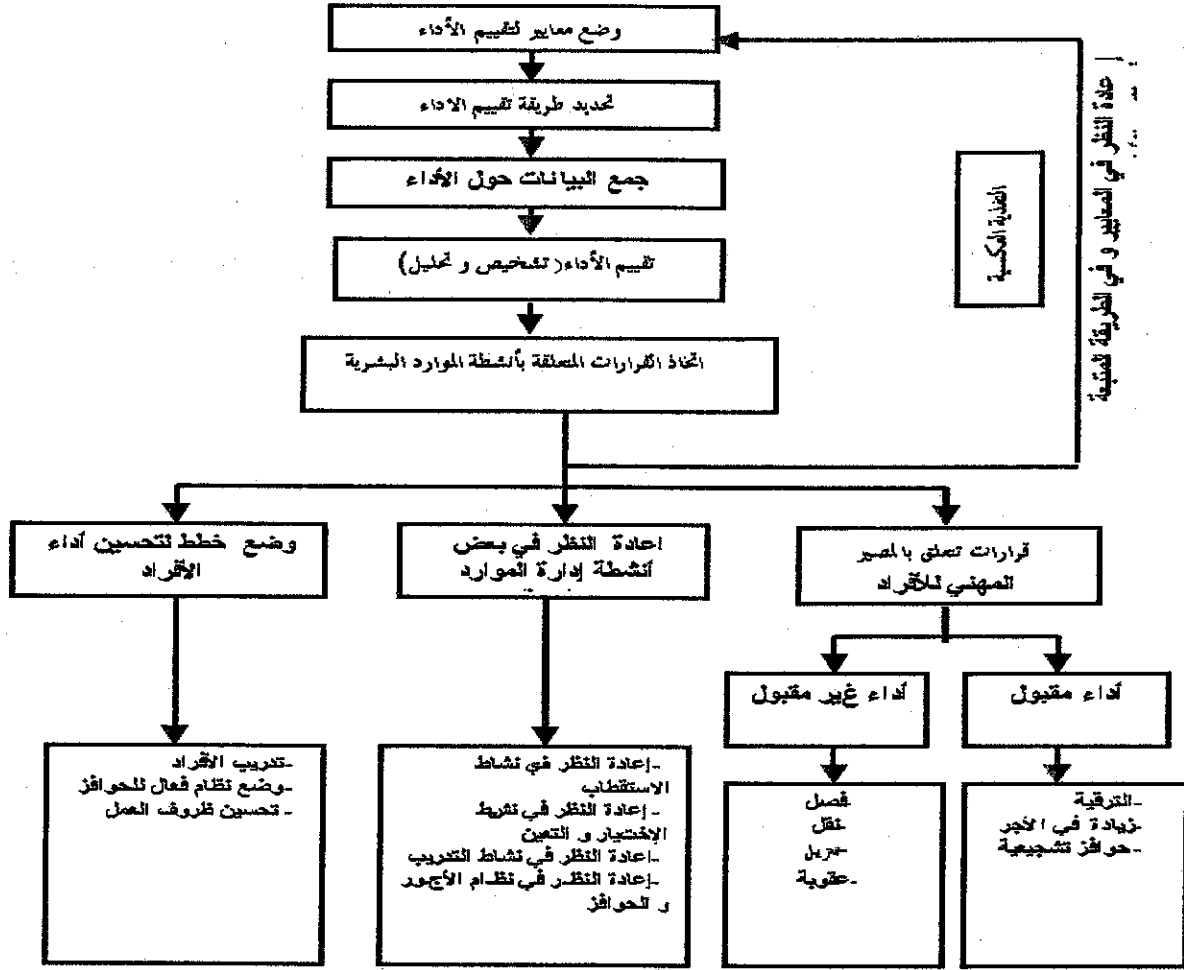 وضع معايير لتقييم الأداء
تحديد طريقة تقييم الاداء
جمع البيانات حول الأداء
تقييم الأداء( تشخيص و تحليل)
اتخاذ القرارات المتعلقة بأنشطة الموارد البشرية
التغذية العكسية
إعادة النظر في المعايير و في الطريقة المتبعة
قرارات تتعلق بالمصير
المهني للأفراد
اعادة النظر في بعض
أنشطة إدارة الموارد
وضع خطط لتحسين أداء
الأفراد
أداء مقبول
أداء غير مقبول
-الترقية
-زيادة في الأجر
-حوافز تشجيعية
-فصل
-نقل
-تنزيل
-عقوبة
-إعادة النظر في نشاط
الاستقطاب
-إعادة النظر في
الإختيار و التعين
-اعادة النظر في نشاط التدريب
-إعادة النظر في نظام الأجور
و الحوافز
-تدريب الأفراد
-وضع نظام فعال للحوافز
- تحسين ظروف العمل